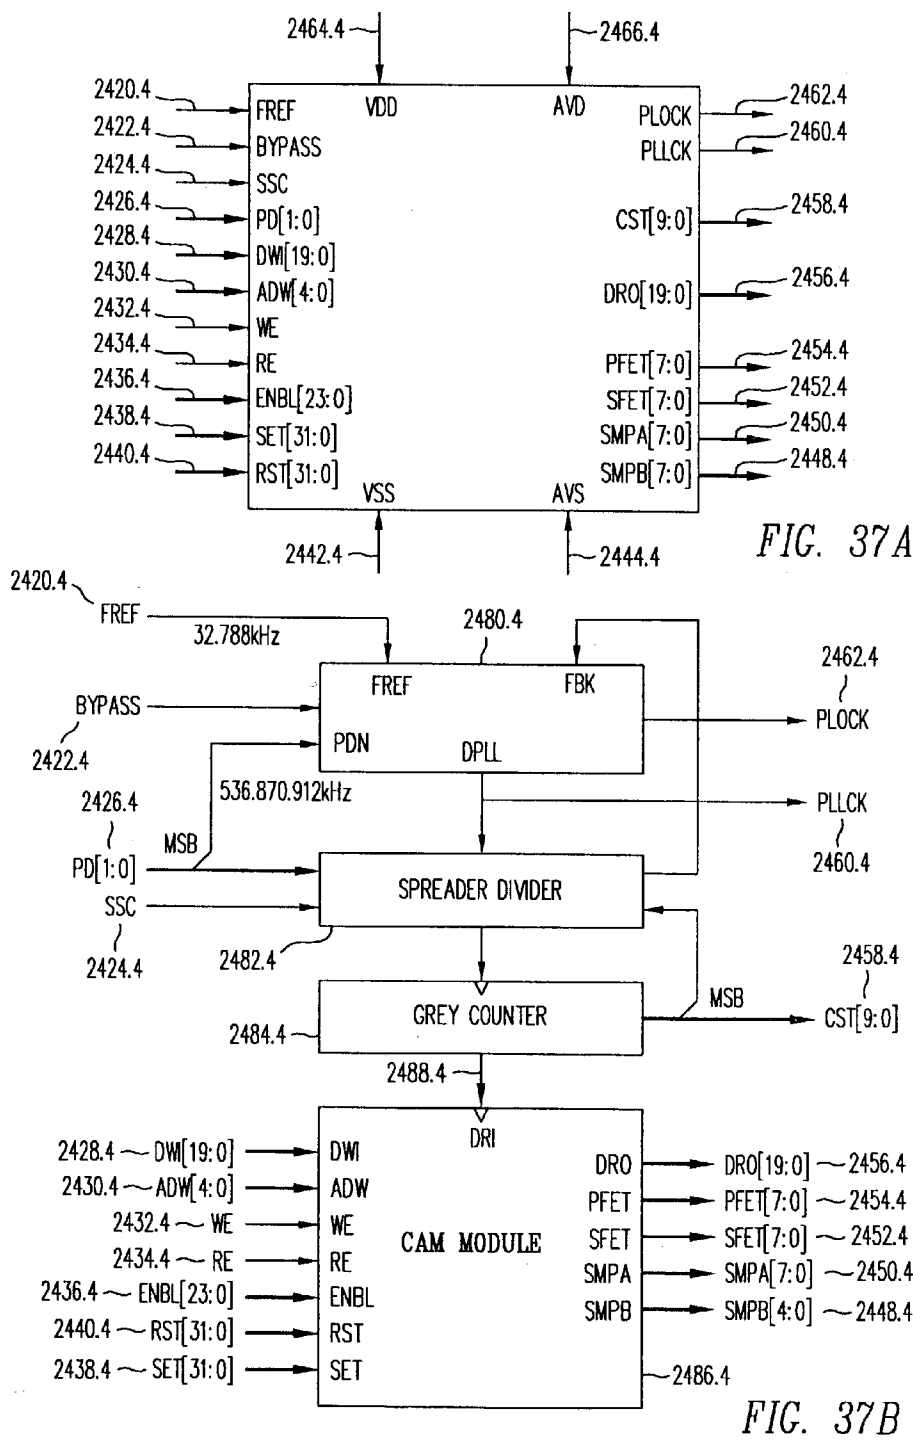 2464.4
2466.4
2420.4
FREF
VDD
AVD
PLOCK
2462.4
2422.4
BYPASS
PLLCK
2460.4
2424.4
SSC
2426.4
PD[1:0]
CST[9:0]
2458.4
2428.4
DWI[19:0]
2430.4
ADW[4:0]
DRO[19:0]
2456.4
2432.4
WE
2434.4
RE
PFET[7:0]
2454.4
2436.4
ENBL[23:0]
SFET[7:0]
2452.4
2438.4
SET[31:0]
SMPA[7:0]
2450.4
2440.4
RST[31:0]
SMPB[7:0]
2448.4
VSS
AVS
2442.4
2444.4
FIG. 37A
2420.4
FREF
32.788kHz
2480.4
2462.4
FREF
FBK
BYPASS
PLOCK
2422.4
PDN
DPLL
536.870.912kHz
2426.4
PLLCK
MSB
2460.4
PD[1:0]
SPREADER DIVIDER
SSC
2424.4
2482.4
2458.4
MSB
GREY COUNTER
CST[9:0]
2484.4
2488.4
DRI
2428.4 DWI[19:0] DWI
DRO DRO[19:0] 2456.4
2430.4 ADW[4:0] ADW
PFET PFET[7:0] 2454.4
2432.4 WE WE
CAM MODULE
SFET SFET[7:0] 2452.4
2434.4 RE RE
SMPA SMPA[7:0] 2450.4
2436.4 ENBL[23:0] ENBL
SMPB SMPB[4:0] 2448.4
2440.4 RST[31:0] RST
2438.4 SET[31:0] SET
2486.4
FIG. 37B